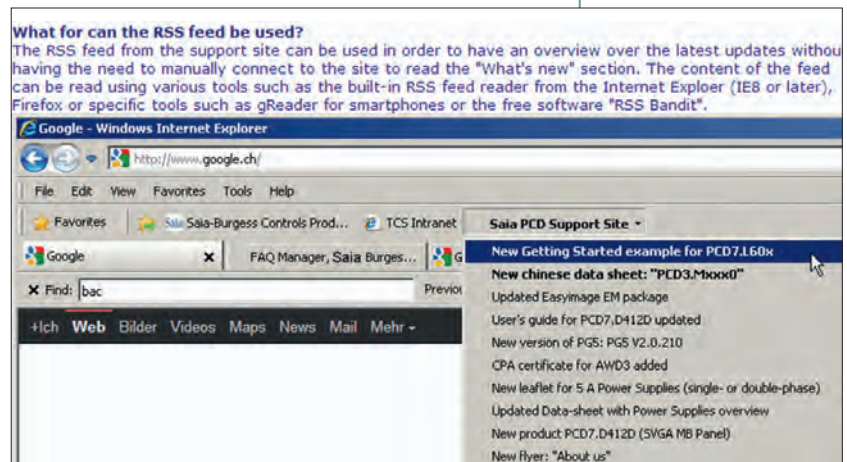 What for can the RSS feed be used?
The RSS feed from the support site can be used in order to have an overview over the latest updates withou
having the need to manually connect to the site to read the "What's new" section. The content of the feed
can be read using various tools such as the built-in RSS feed reader from the Internet Exploer (IE8 or later),
Firefox or specific tools such as gReader for smartphones or the free software "RSS Bandit".
Google - Windows Internet Explorer
http://www.google.ch/
File Edit View Favorites Tools Help
Favorites Saia Saia-Burgess Controls Prod... TCS Intranet Saia PCD Support Site
Google X FAQ Manager, Saia Burges... G
X Find: bac Previou
+Ich Web Bilder Videos Maps News Mail Mehr
New Getting Started example for PCD7.L60x
New chinese data sheet: "PCD3.Mxxx0"
Updated Easyimage EM package
User's guide for PCD7.D412D updated
New version of PG5: PG5 V2.0.210
CPA certificate for AWD3 added
New leaflet for 5 A Power Supplies (single- or double-phase)
Updated Data-sheet with Power Supplies overview
New product PCD7.D412D (SVGA MB Panel)
New flyer: "About us"